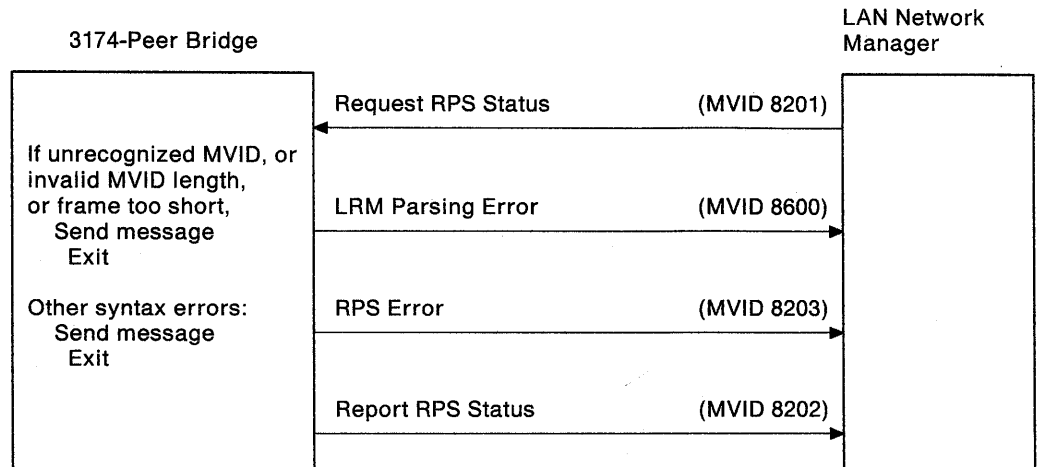 LAN Network
Manager
3174-Peer Bridge
Request RPS Status (MVID 8201)
If unrecognized MVID, or
invalid MVID length,
or frame too short,
Send message
Exit
LRM Parsing Error (MVID 8600)
Other syntax errors:
Send message
Exit
RPS Error (MVID 8203)
Report RPS Status (MVID 8202)